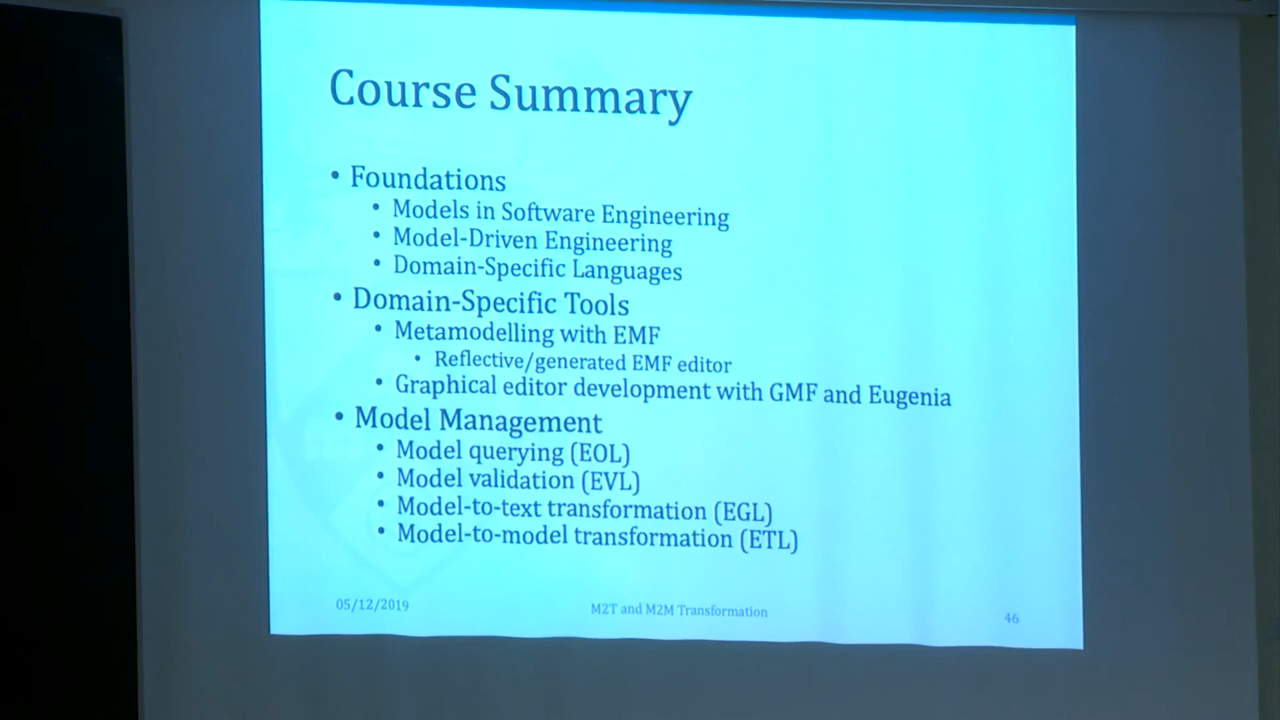 Course Summary
• Foundations
• Models in Software Engineering
• Model-Driven Engineering
• Domain-Specific Languages
• Domain-Specific Tools
• Metamodelling with EMF
• Reflective/generated EMF editor
• Graphical editor development with GMF and Eugenia
• Model Management
• Model querying (EOL)
• Model validation (EVL)
• Model-to-text transformation (EGL)
• Model-to-model transformation (ETL)
05/12/2019 M2T and M2M Transformation 46